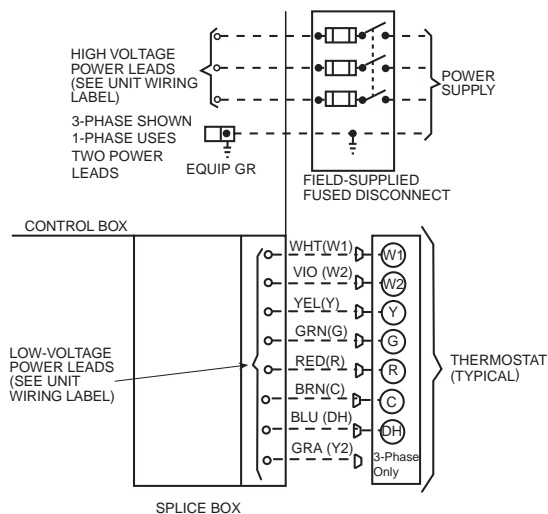 HIGH VOLTAGE
POWER LEADS
(SEE UNIT WIRING
LABEL)
POWER
SUPPLY
3-PHASE SHOWN
1-PHASE USES
TWO POWER
LEADS
EQUIP GR
FIELD-SUPPLIED
FUSED DISCONNECT
CONTROL BOX
WHT(W1)
W1
VIO (W2)
W2
YEL(Y)
Y
GRN(G)
G
RED(R)
R
BRN(C)
C
BLU (DH)
DH
GRA (Y2)
3-Phase
Only
LOW-VOLTAGE
POWER LEADS
(SEE UNIT
WIRING LABEL)
THERMOSTAT
(TYPICAL)
SPLICE BOX